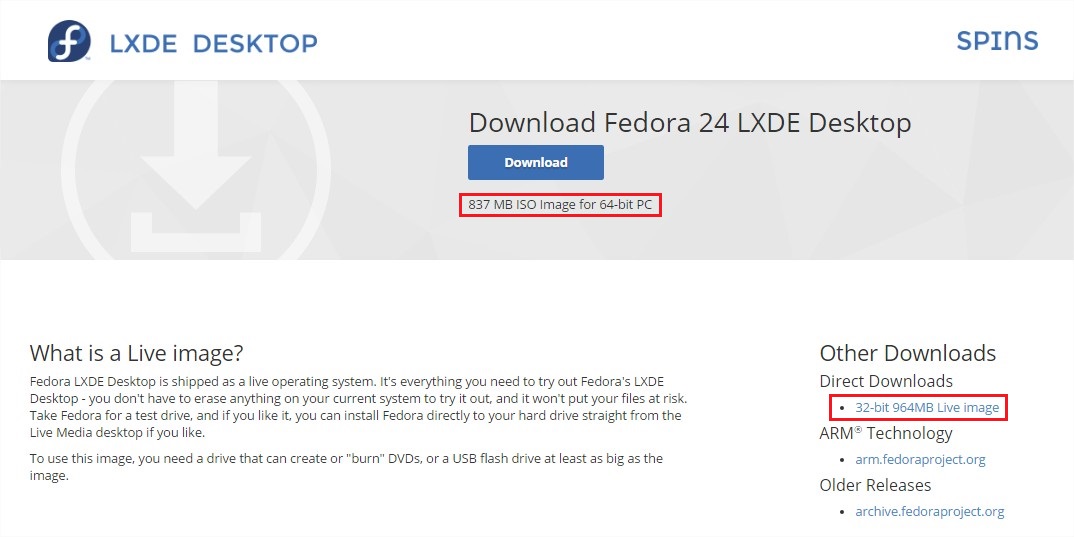 LXDE DESKTOP
SPINS
Download Fedora 24 LXDE Desktop
Download
837 MB ISO Image for 64-bit PC
What is a Live image?
Fedora LXDE Desktop is shipped as a live operating system. It's everything you need to try out Fedora's LXDE
Desktop - you don't have to erase anything on your current system to try it out, and it won't put your files at risk.
Take Fedora for a test drive, and if you like it, you can install Fedora directly to your hard drive straight from the
Live Media desktop if you like.
To use this image, you need a drive that can create or "burn" DVDs, or a USB flash drive at least as big as the
image.
Other Downloads
Direct Downloads
• 32-bit 964MB Live image
ARM® Technology
• arm.fedoraproject.org
Older Releases
• archive.fedoraproject.org